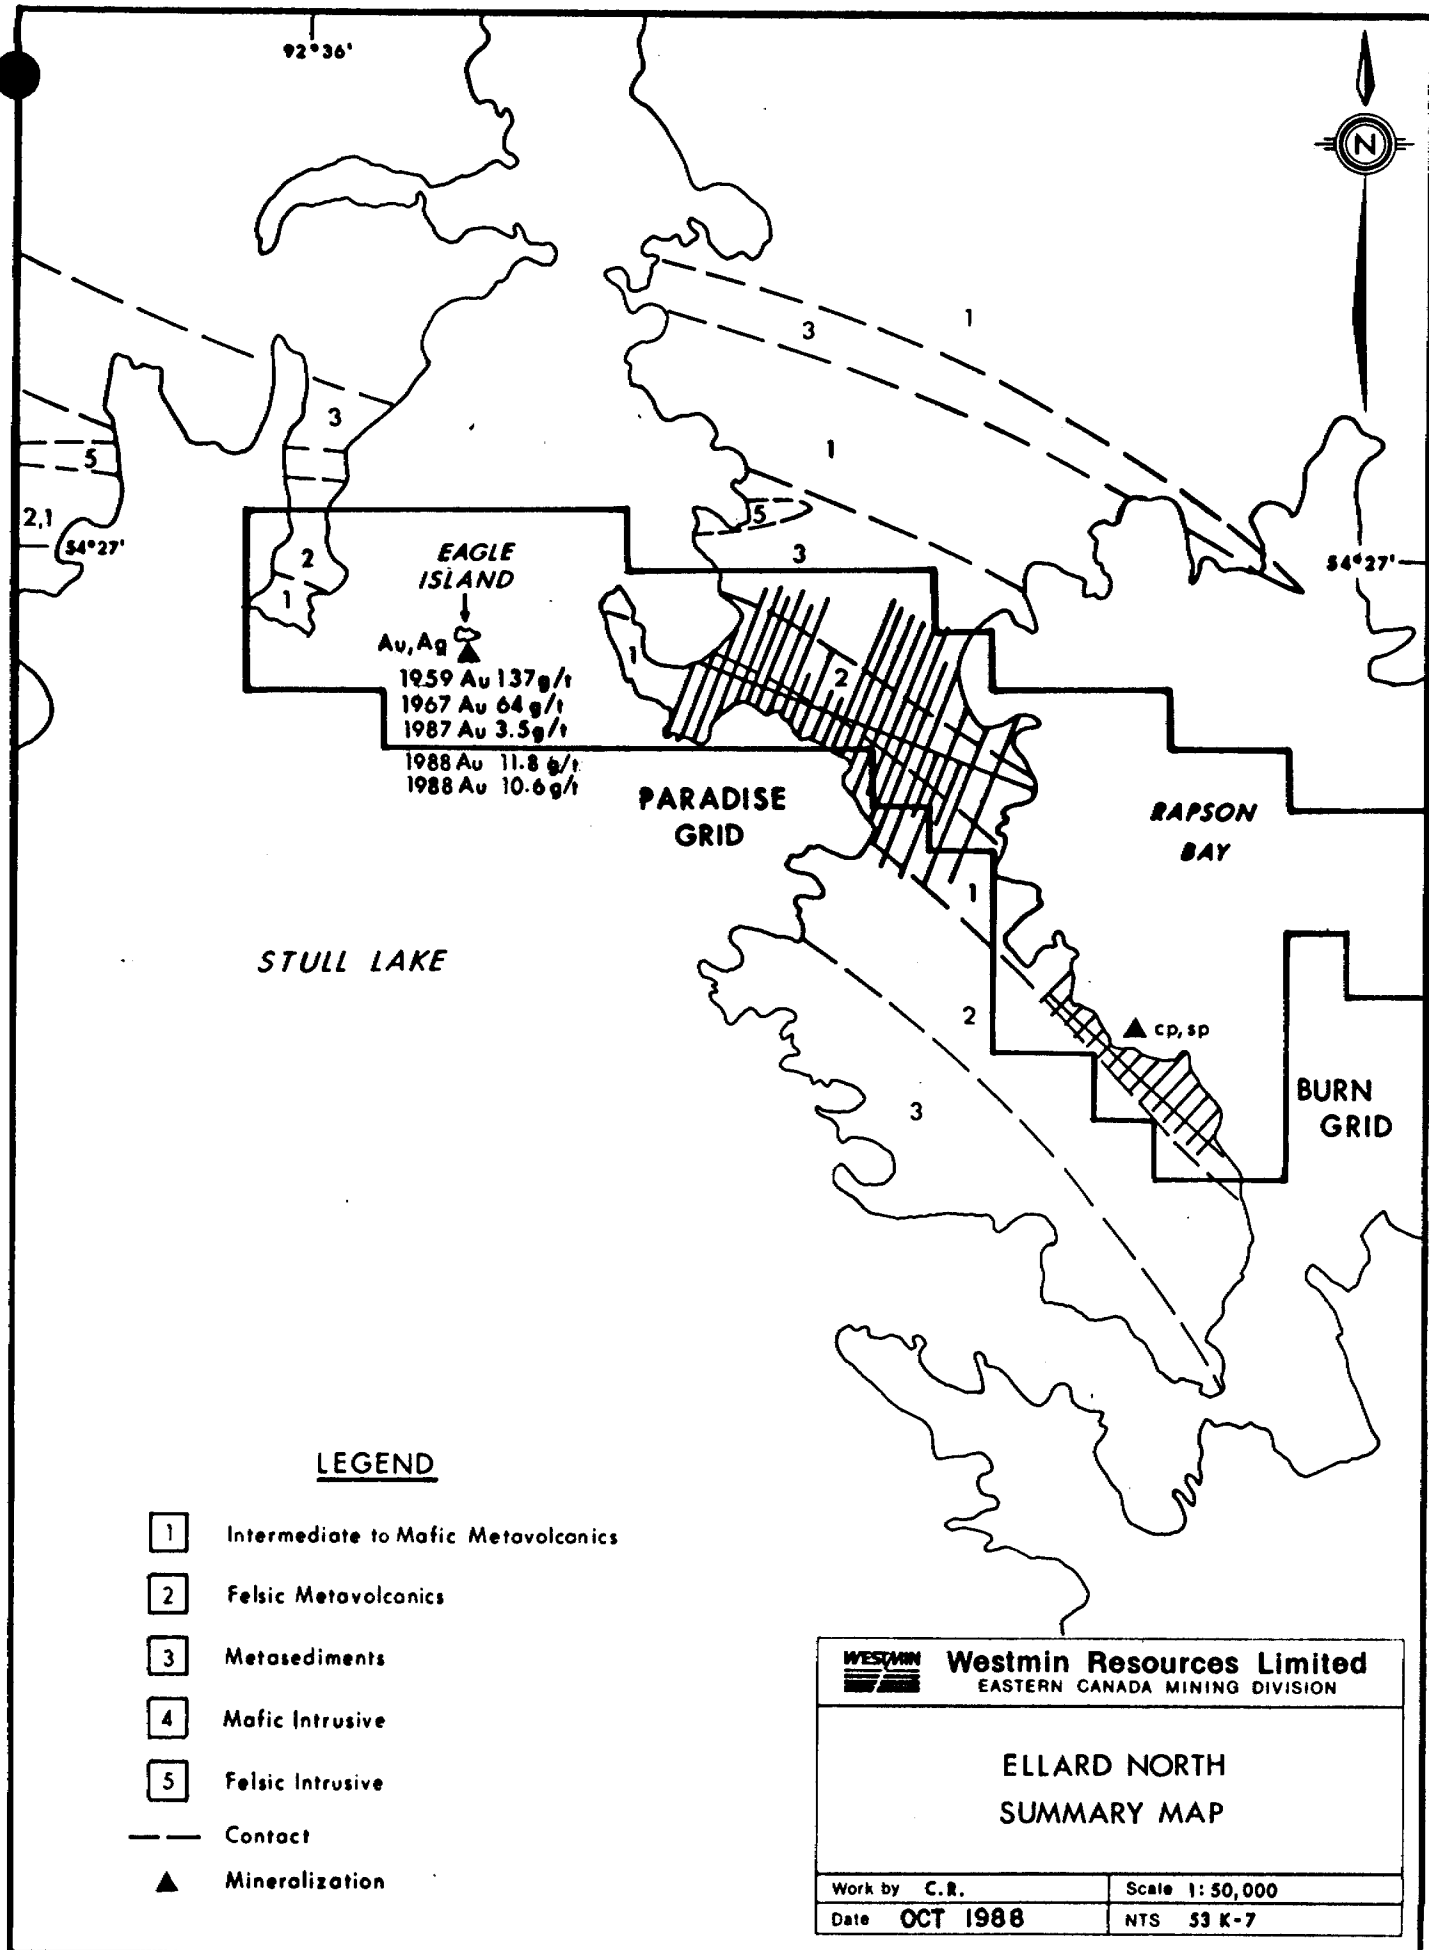 92°36'
N
1
3
3
1
5
5
2,1
54°27'
2
EAGLE
ISLAND
3
54°27'
1
Au, Ag
1
2
1959 Au 137g/t
1967 Au 64 g/t
1987 Au 3.5g/t
1988 Au 11.8 g/t
1988 Au 10.6g/t
PARADISE
GRID
RAPSON
BAY
1
STULL LAKE
2
cp, sp
3
BURN
GRID
LEGEND
1 Intermediate to Mafic Metavolcanics
2 Felsic Metavolcanics
3 Metasediments
4 Mafic Intrusive
5 Felsic Intrusive
Contact
Mineralization
WESTMIN Westmin Resources Limited
EASTERN CANADA MINING DIVISION
ELLARD NORTH
SUMMARY MAP
Work by C.R.
Scale 1:50,000
Date OCT 1988
NTS 53 K-7